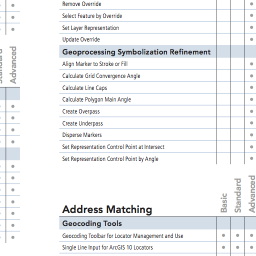 Remove Override
Select Feature by Override
Set Layer Representation
Update Override
Geoprocessing Symbolization Refinement
Align Marker to Stroke or Fill
Calculate Grid Convergence Angle
Calculate Line Caps
Calculate Polygon Main Angle
Create Overpass
Create Underpass
Disperse Markers
Set Representation Control Point at Intersect
Set Representation Control Point by Angle
Advanced
Address Matching
Basic
Standard
Advanced
Geocoding Tools
Geocoding Toolbar for Locator Management and Use
Single Line Input for ArcGIS 10 Locators